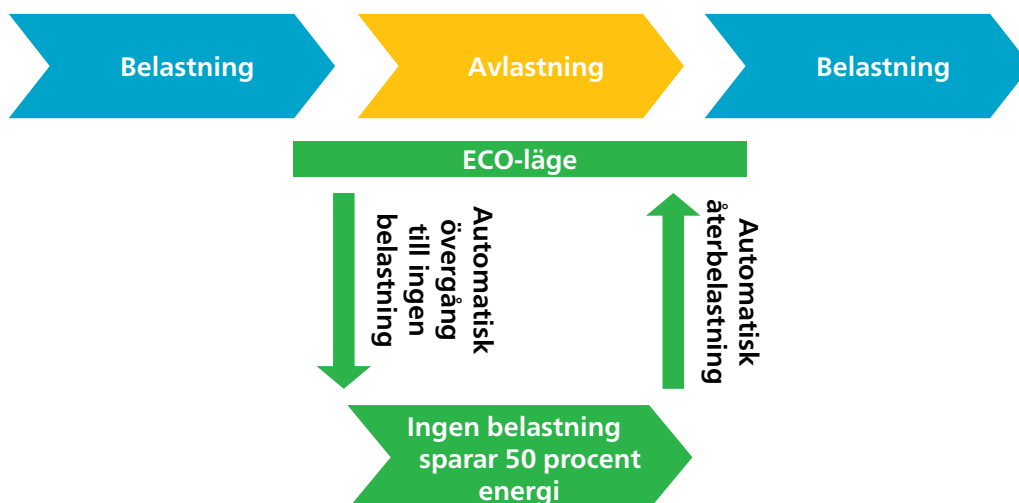 Belastning
Avlastning
Belastning
ECO-läge
Automatisk
övergång
till ingen
belastning
Automatisk
återbelastning
Ingen belastning
sparar 50 procent
energi